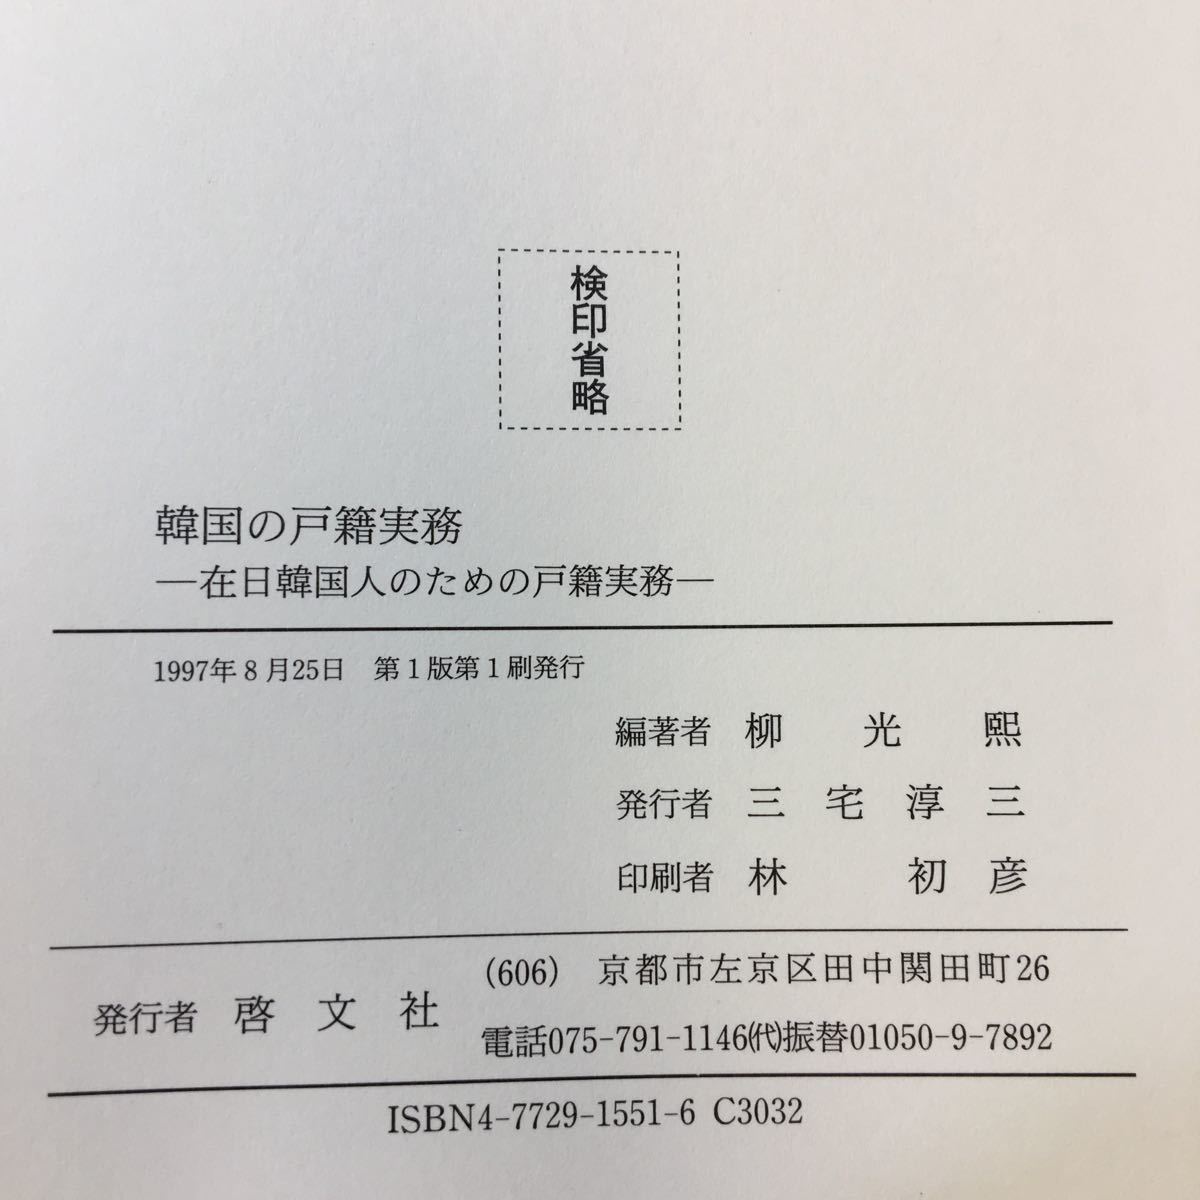 検印省略
韓国の戸籍実務
―在日韓国人のための戸籍実務―
1997年8月25日　第1版第1刷発行
編著者　柳　光　熙
発行者　三宅淳三
印刷者　林　初彦
発行者　啓文社
(606)　京都市左京区田中関田町26
電話075-791-1146㈹振替01050-9-7892
ISBN4-7729-1551-6 C3032